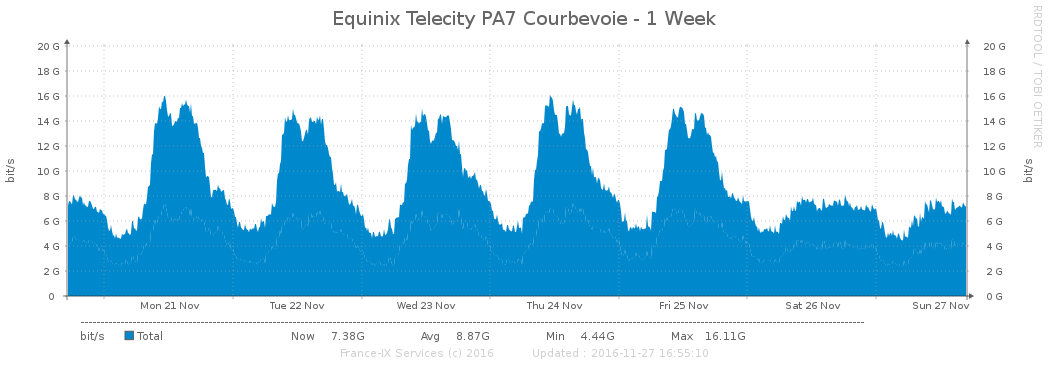 Equinix Telecity PA7 Courbevoie - 1 Week
RRDTOOL / TOBI OETIKER
bit/s
20 G
18 G
16 G
14 G
12 G
10 G
8 G
6 G
4 G
2 G
0
20 G
18 G
16 G
14 G
12 G
10 G
8 G
6 G
4 G
2 G
0 G
bit/s
Mon 21 Nov Tue 22 Nov Wed 23 Nov Thu 24 Nov Fri 25 Nov Sat 26 Nov Sun 27 Nov
bit/s Total Now 7.38G Avg 8.87G Min 4.44G Max 16.11G
France-IX Services (c) 2016 Updated : 2016-11-27 16:55:10